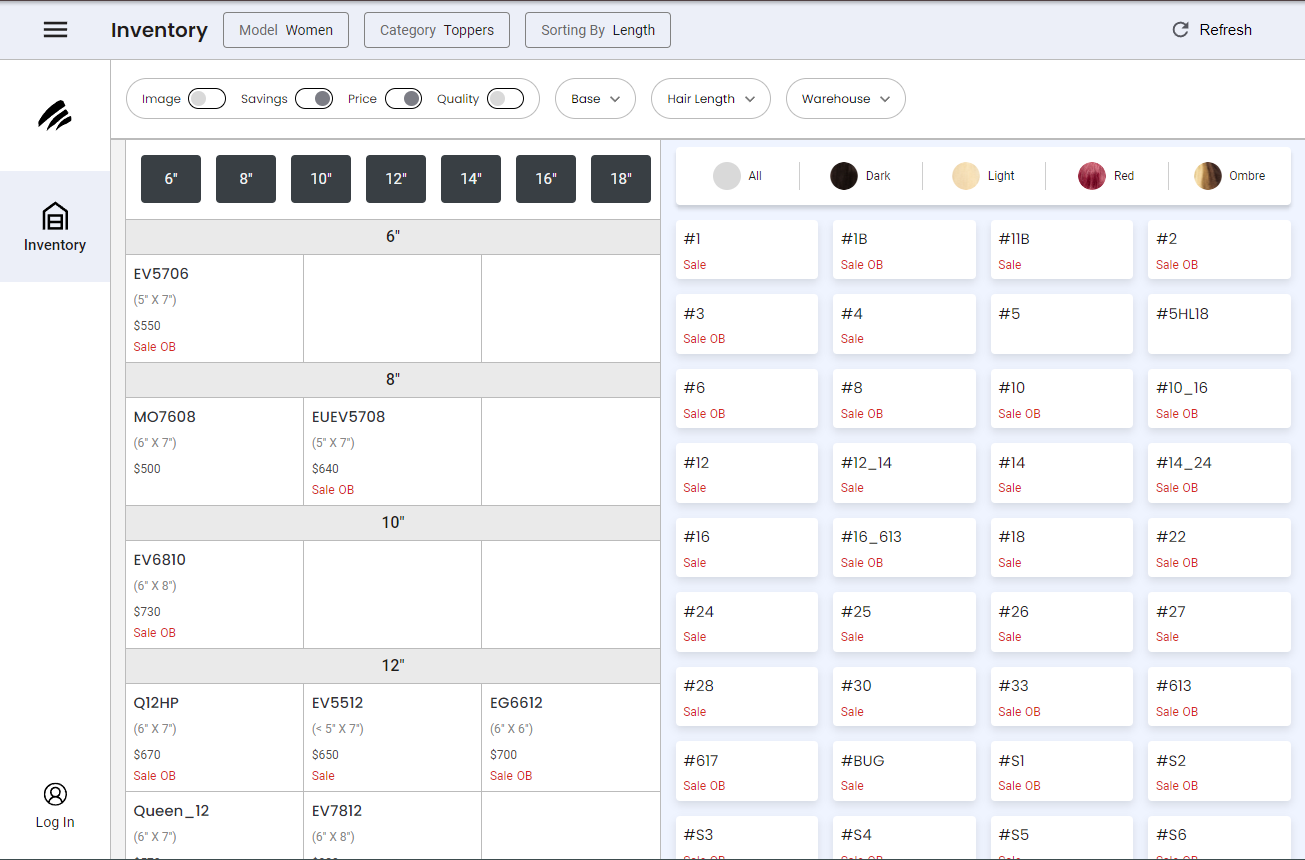 Inventory
Model Women
Category Toppers
Sorting By Length
Refresh
Image
Savings
Price
Quality
Base
Hair Length
Warehouse
Inventory
Log In
6"
8"
10"
12"
14"
16"
18"
6"
EV5706
(5" X 7")
$550
Sale OB
8"
MO7608
(6" X 7")
$500
EUEV5708
(5" X 7")
$640
Sale OB
10"
EV6810
(6" X 8")
$730
Sale OB
12"
Q12HP
(6" X 7")
$670
Sale OB
EV5512
(< 5" X 7")
$650
Sale
EG6612
(6" X 6")
$700
Sale OB
Queen_12
(6" X 7")
EV7812
(6" X 8")
All
Dark
Light
Red
Ombre
#1
Sale
#1B
Sale OB
#11B
Sale
#2
Sale OB
#3
Sale OB
#4
Sale
#5
#5HL18
#6
Sale OB
#8
Sale OB
#10
Sale OB
#10_16
Sale OB
#12
Sale
#12_14
Sale
#14
Sale
#14_24
Sale OB
#16
Sale
#16_613
Sale OB
#18
Sale
#22
Sale OB
#24
Sale
#25
Sale
#26
Sale
#27
Sale
#28
Sale
#30
Sale
#33
Sale OB
#613
Sale OB
#617
Sale OB
#BUG
Sale
#S1
Sale OB
#S2
Sale OB
#S3
#S4
#S5
#S6